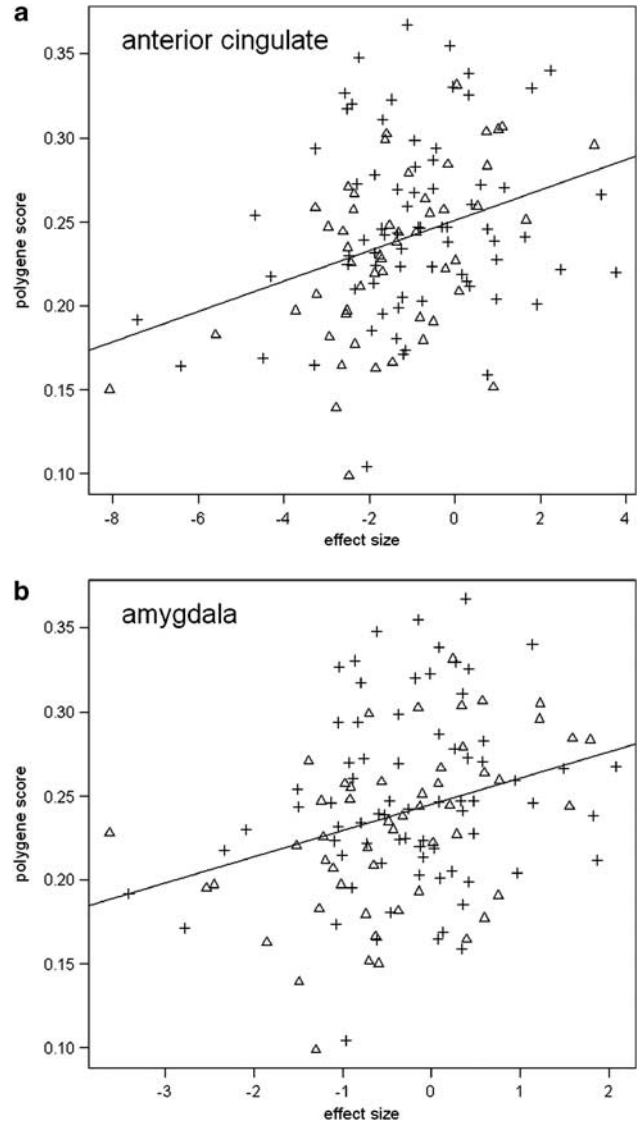 a
anterior cingulate
polygene score
0.35
0.30
0.25
0.20
0.15
0.10
-8 -6 -4 -2 0 2 4
effect size
b
amygdala
polygene score
0.35
0.30
0.25
0.20
0.15
0.10
-3 -2 -1 0 1 2
effect size